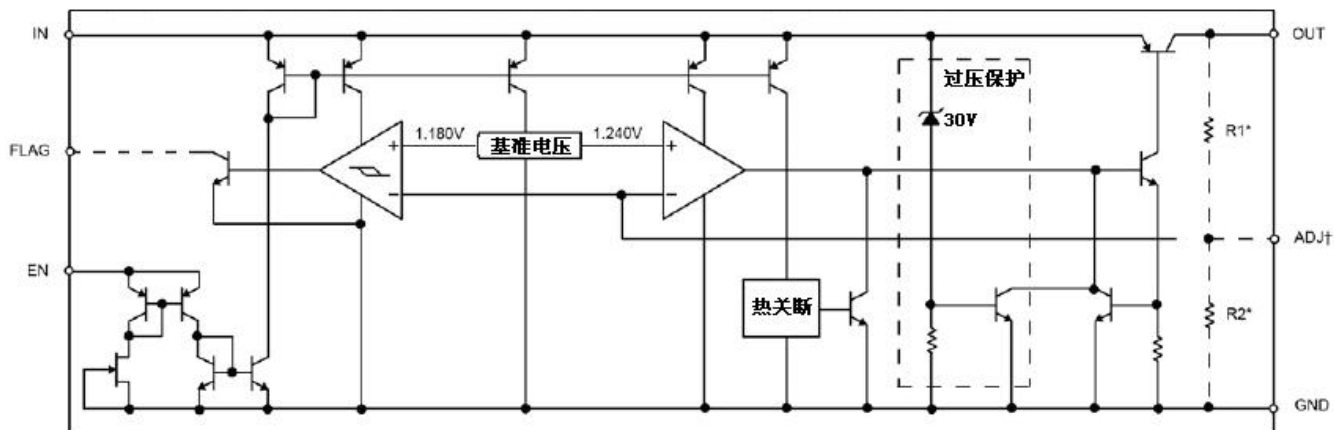 IN
OUT
过压保护
30V
R1*
1.180V
基准电压
1.240V
FLAG
+
+
−
−
ADJ†
EN
热关断
R2*
GND